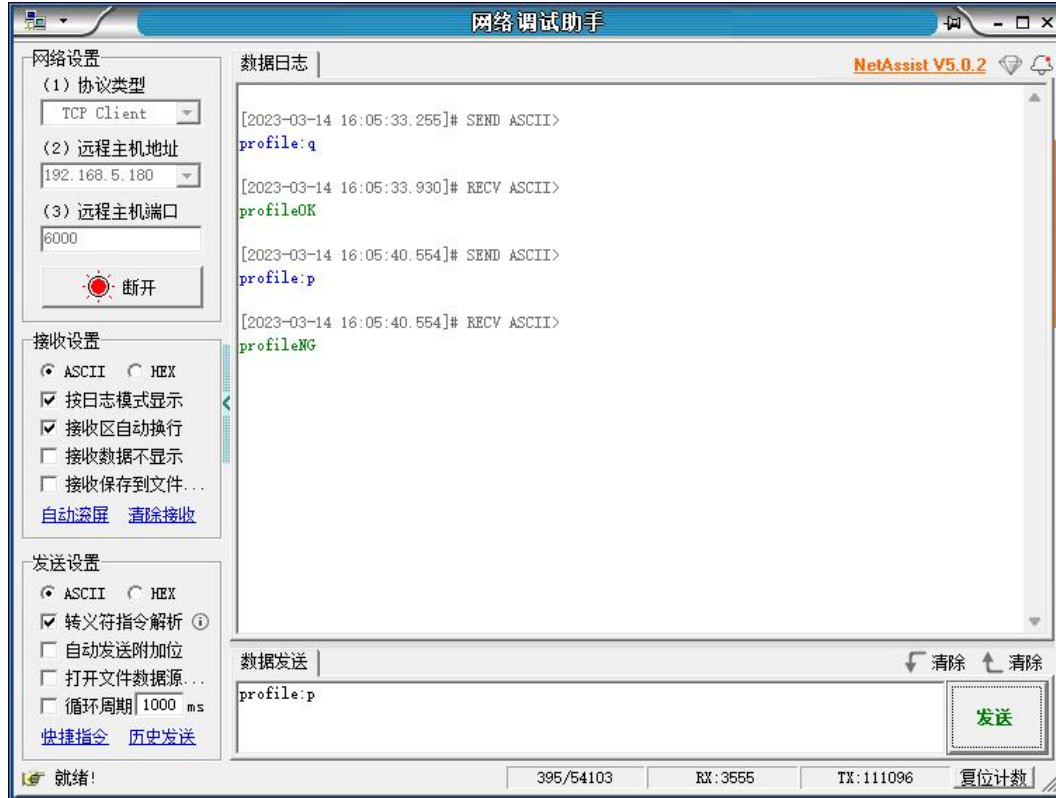 网络调试助手
网络设置
(1) 协议类型
TCP Client
(2) 远程主机地址
192.168.5.180
(3) 远程主机端口
6000
断开
接收设置
ASCII HEX
按日志模式显示
接收区自动换行
接收数据不显示
接收保存到文件...
自动滚屏 清除接收
发送设置
ASCII HEX
转义符指令解析
自动发送附加位
打开文件数据源...
循环周期 1000 ms
快捷指令 历史发送
数据日志
NetAssist V5.0.2
[2023-03-14 16:05:33.255]# SEND ASCII>
profile:q
[2023-03-14 16:05:33.930]# RECV ASCII>
profileOK
[2023-03-14 16:05:40.554]# SEND ASCII>
profile:p
[2023-03-14 16:05:40.554]# RECV ASCII>
profileNG
数据发送 清除 清除
profile:p
发送
就绪! 395/54103 RX:3555 TX:111096 复位计数